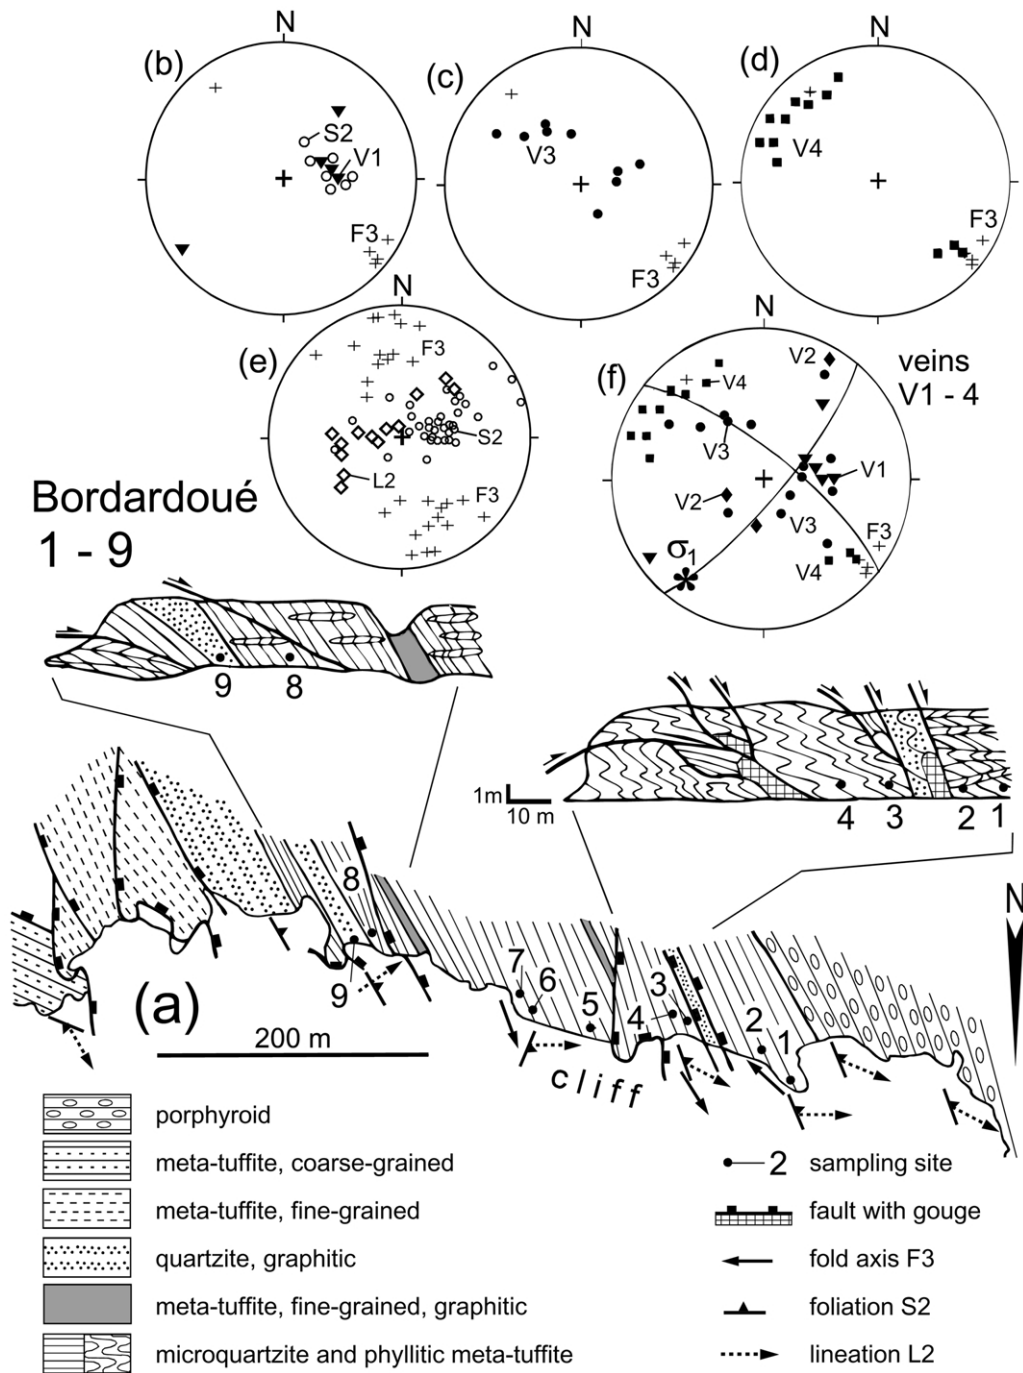 N
N
N
(b)
(c)
(d)
S2
V1
F3
V3
F3
V4
F3
N
N
(e)
F3
S2
L2
F3
(f)
veins
V1 - 4
V2
V4
V3
V1
V2
V3
F3
V4
σ1
Bordardoué
1 - 9
9
8
1m
10 m
4
3
2
1
N
8
9
7
6
5
4
3
2
1
(a)
200 m
cliff
porphyroid
meta-tuffite, coarse-grained
meta-tuffite, fine-grained
quartzite, graphitic
meta-tuffite, fine-grained, graphitic
microquartzite and phyllitic meta-tuffite
2 sampling site
fault with gouge
fold axis F3
foliation S2
lineation L2